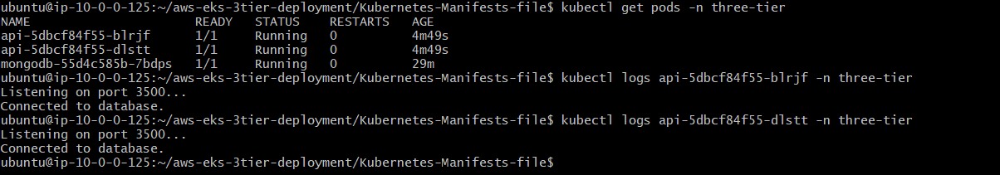 ubuntu@ip-10-0-0-125:~/aws-eks-3tier-deployment/Kubernetes-Manifests-file$ kubectl get pods -n three-tier
NAME                   READY   STATUS    RESTARTS   AGE
api-5dbcf84f55-blrjf   1/1     Running   0          4m49s
api-5dbcf84f55-dlstt   1/1     Running   0          4m49s
mongodb-55d4c585b-7bdps   1/1     Running   0          29m
ubuntu@ip-10-0-0-125:~/aws-eks-3tier-deployment/Kubernetes-Manifests-file$ kubectl logs api-5dbcf84f55-blrjf -n three-tier
Listening on port 3500...
Connected to database.
ubuntu@ip-10-0-0-125:~/aws-eks-3tier-deployment/Kubernetes-Manifests-file$ kubectl logs api-5dbcf84f55-dlstt -n three-tier
Listening on port 3500...
Connected to database.
ubuntu@ip-10-0-0-125:~/aws-eks-3tier-deployment/Kubernetes-Manifests-file$